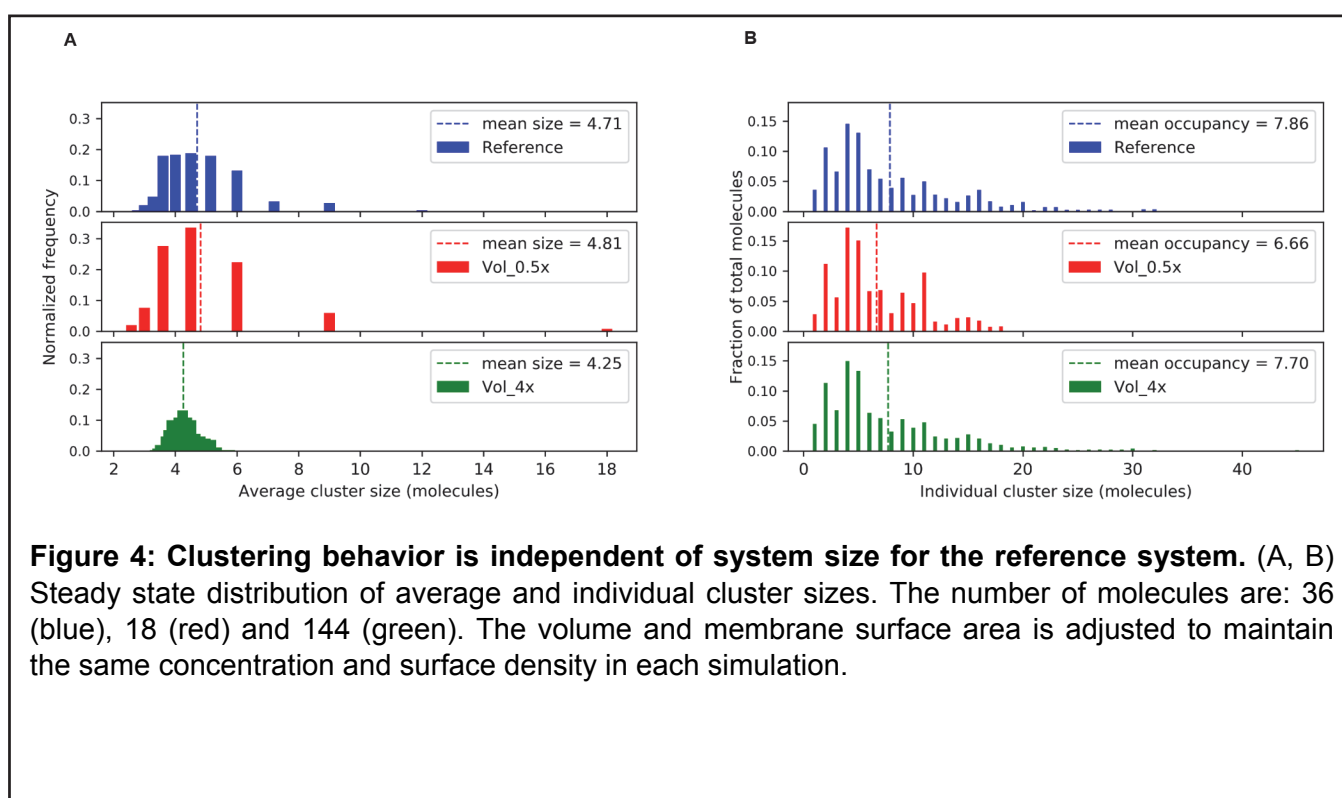 A
B
0.3
0.2
0.1
0.0
mean size = 4.71
Reference
0.3
0.2
0.1
0.0
mean size = 4.81
Vol_0.5x
0.3
0.2
0.1
0.0
mean size = 4.25
Vol_4x
2 4 6 8 10 12 14 16 18
Normalized frequency
Average cluster size (molecules)
0.15
0.10
0.05
0.00
mean occupancy = 7.86
Reference
0.15
0.10
0.05
0.00
mean occupancy = 6.66
Vol_0.5x
0.15
0.10
0.05
0.00
mean occupancy = 7.70
Vol_4x
0 10 20 30 40
Fraction of total molecules
Individual cluster size (molecules)
Figure 4: Clustering behavior is independent of system size for the reference system. (A, B)
Steady state distribution of average and individual cluster sizes. The number of molecules are: 36
(blue), 18 (red) and 144 (green). The volume and membrane surface area is adjusted to maintain
the same concentration and surface density in each simulation.